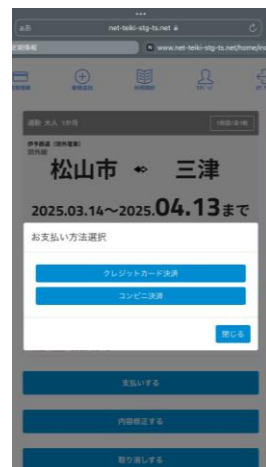 net-teiki-stg-ts.net
www.net-teiki-stg-ts.net/home/ind
通勤 大人 1か月
伊予鉄道（郊外電車）
郊外線
松山市 ⇔ 三津
2025.03.14～2025.04.13まで
お支払い方法選択
クレジットカード決済
コンビニ決済
閉じる
支払いする
内容修正する
取り消しする